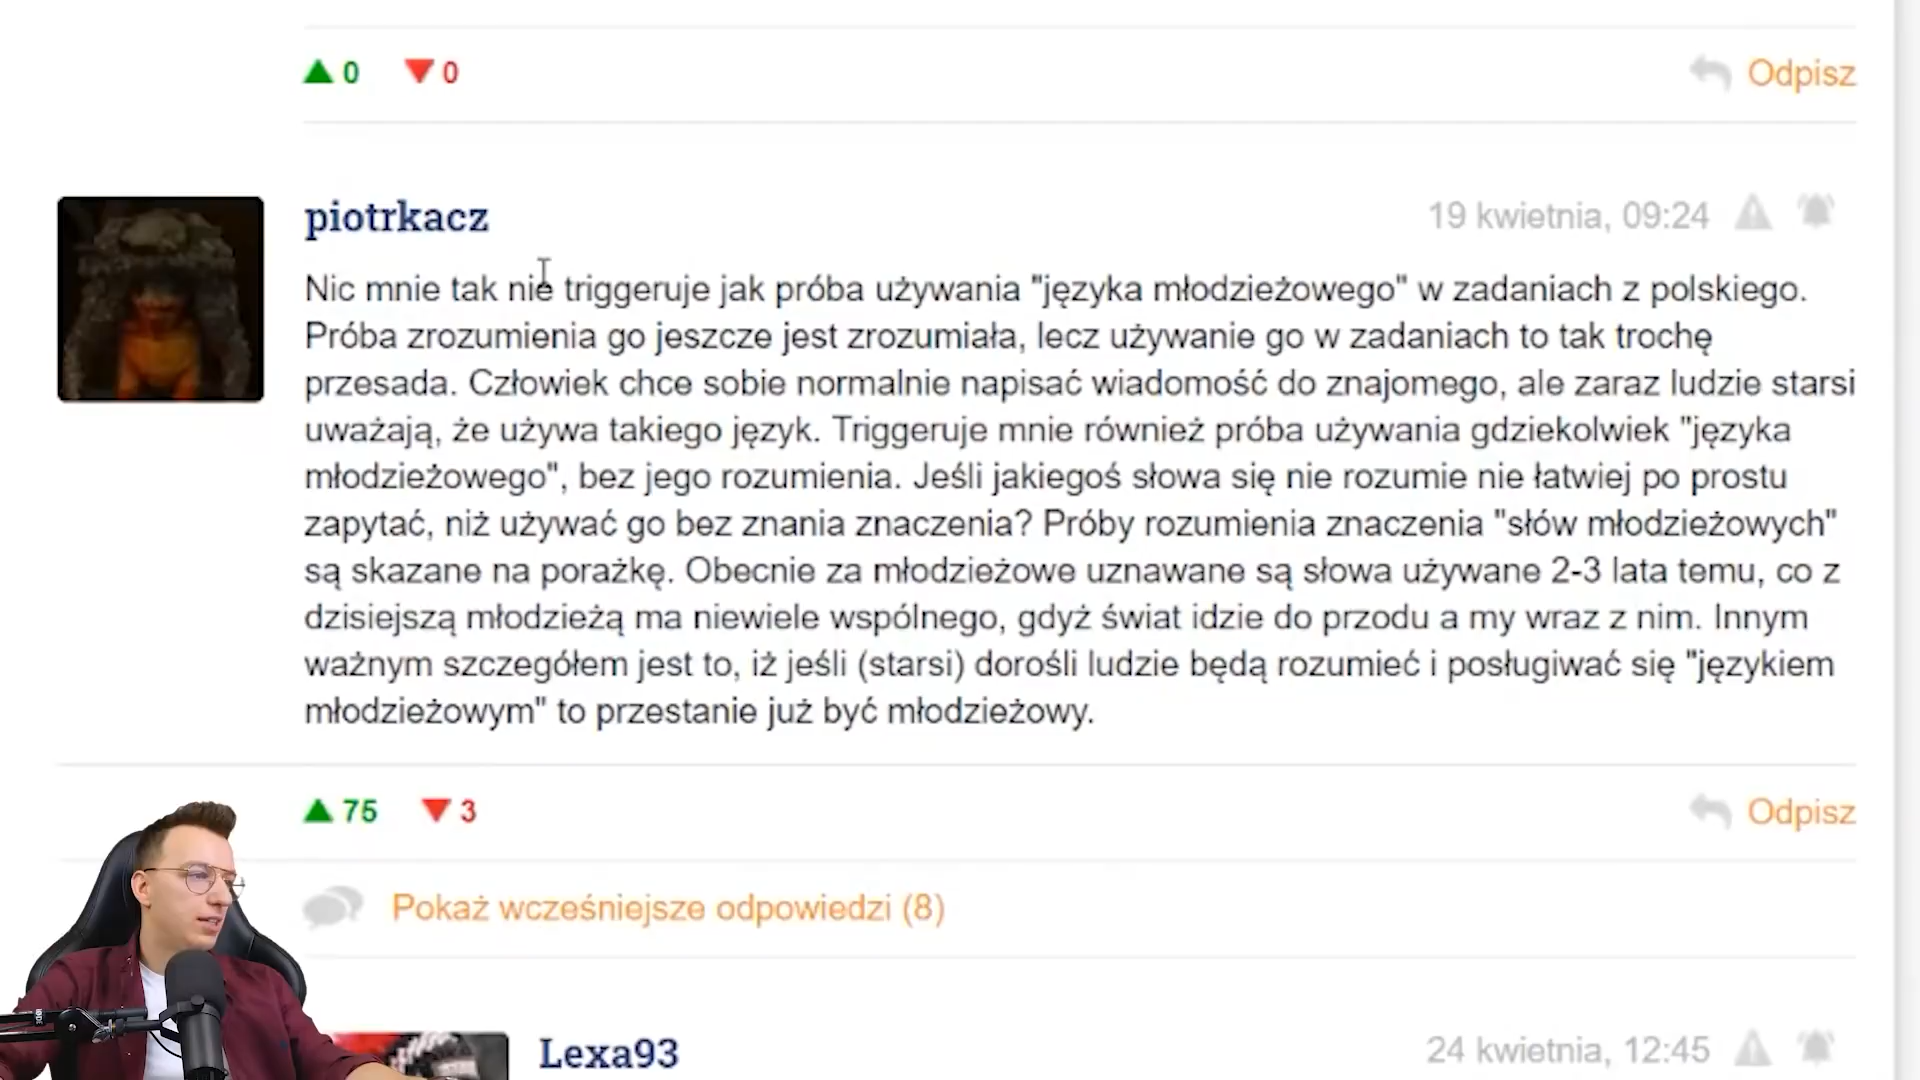 0 0 Odpisz
piotrkacz 19 kwietnia, 09:24
Nic mnie tak nie triggeruje jak próba używania "języka młodzieżowego" w zadaniach z polskiego.
Próba zrozumienia go jeszcze jest zrozumiała, lecz używanie go w zadaniach to tak trochę
przesada. Człowiek chce sobie normalnie napisać wiadomość do znajomego, ale zaraz ludzie starsi
uważają, że używa takiego język. Triggeruje mnie również próba używania gdziekolwiek "języka
młodzieżowego", bez jego rozumienia. Jeśli jakiegoś słowa się nie rozumie nie łatwiej po prostu
zapytać, niż używać go bez znania znaczenia? Próby rozumienia znaczenia "słów młodzieżowych"
są skazane na porażkę. Obecnie za młodzieżowe uznawane są słowa używane 2-3 lata temu, co z
dzisiejszą młodzieżą ma niewiele wspólnego, gdyż świat idzie do przodu a my wraz z nim. Innym
ważnym szczegółem jest to, iż jeśli (starsi) dorośli ludzie będą rozumieć i posługiwać się "językiem
młodzieżowym" to przestanie już być młodzieżowy.
75 3 Odpisz
Pokaż wcześniejsze odpowiedzi (8)
Lexa93 24 kwietnia, 12:45